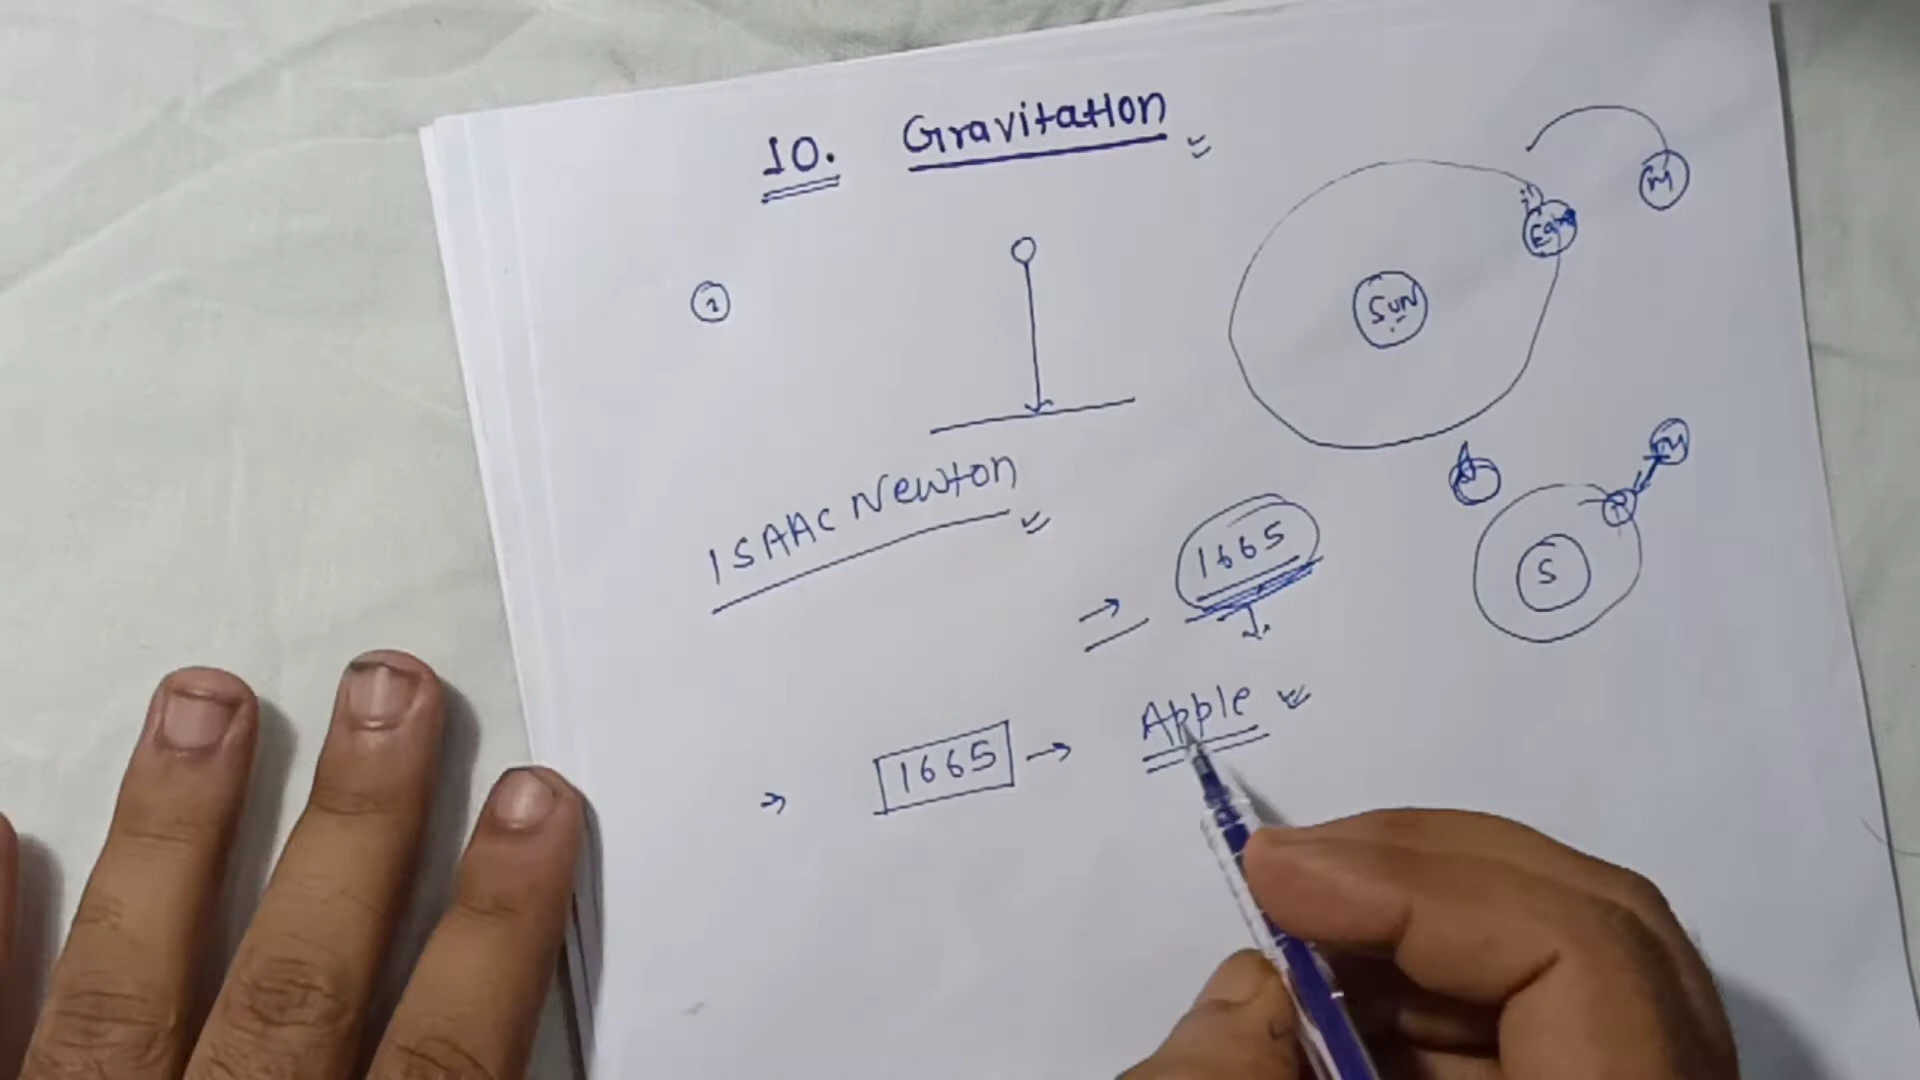 10. Gravitation
M
Earth
1
Sun
ISAAC Newton
M
1665
S
Apple
1665